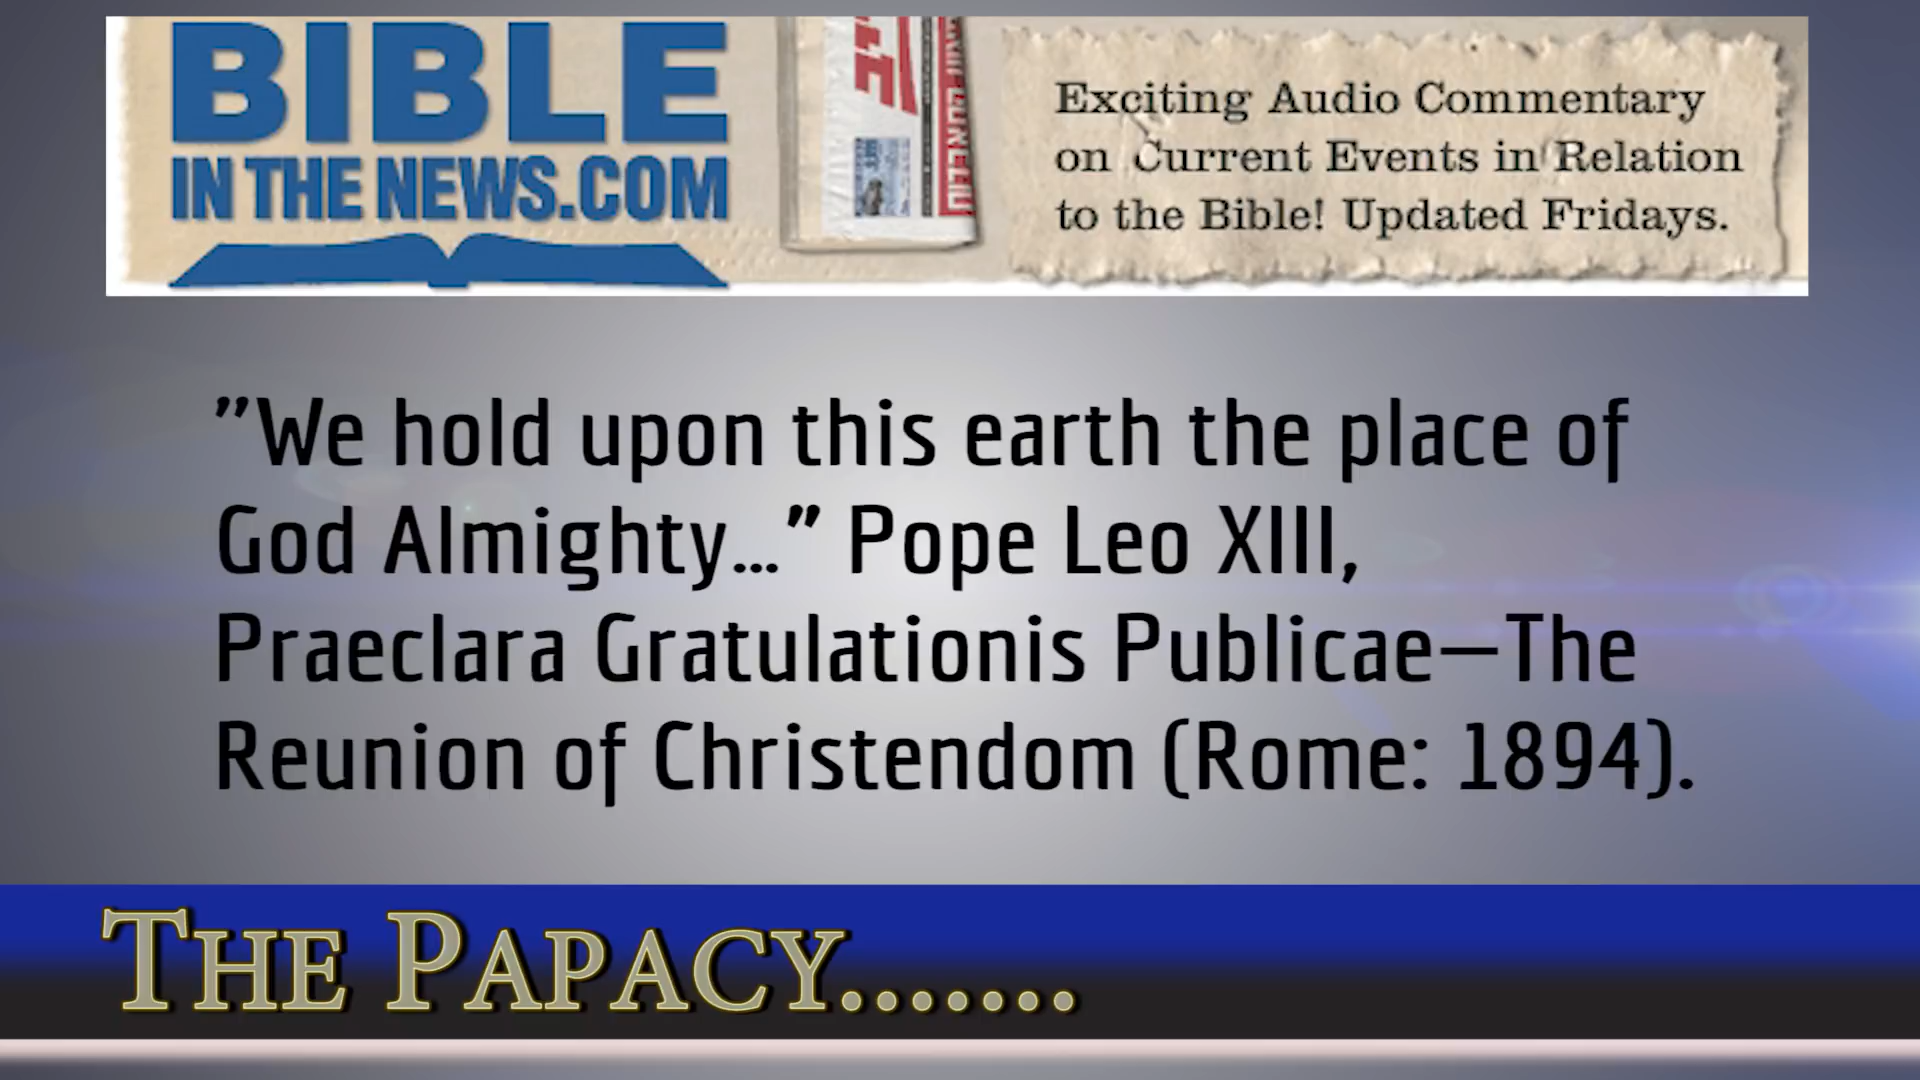 BIBLE
IN THE NEWS.COM
Exciting Audio Commentary
on Current Events in Relation
to the Bible! Updated Fridays.
"We hold upon this earth the place of
God Almighty..." Pope Leo XIII,
Praeclara Gratulationis Publicae—The
Reunion of Christendom (Rome: 1894).
THE PAPACY.......